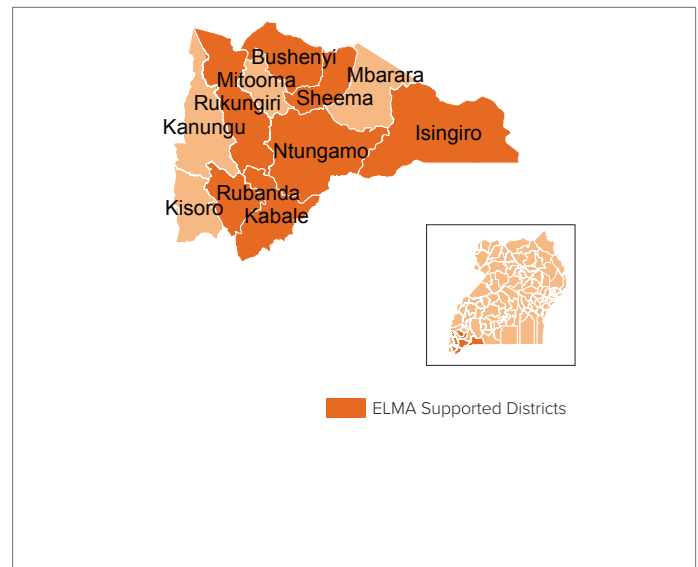 Bushenyi
Mbarara
Mitooma
Sheema
Rukungiri
Kanungu
Isingiro
Ntungamo
Rubanda
Kisoro
Kabale
ELMA Supported Districts